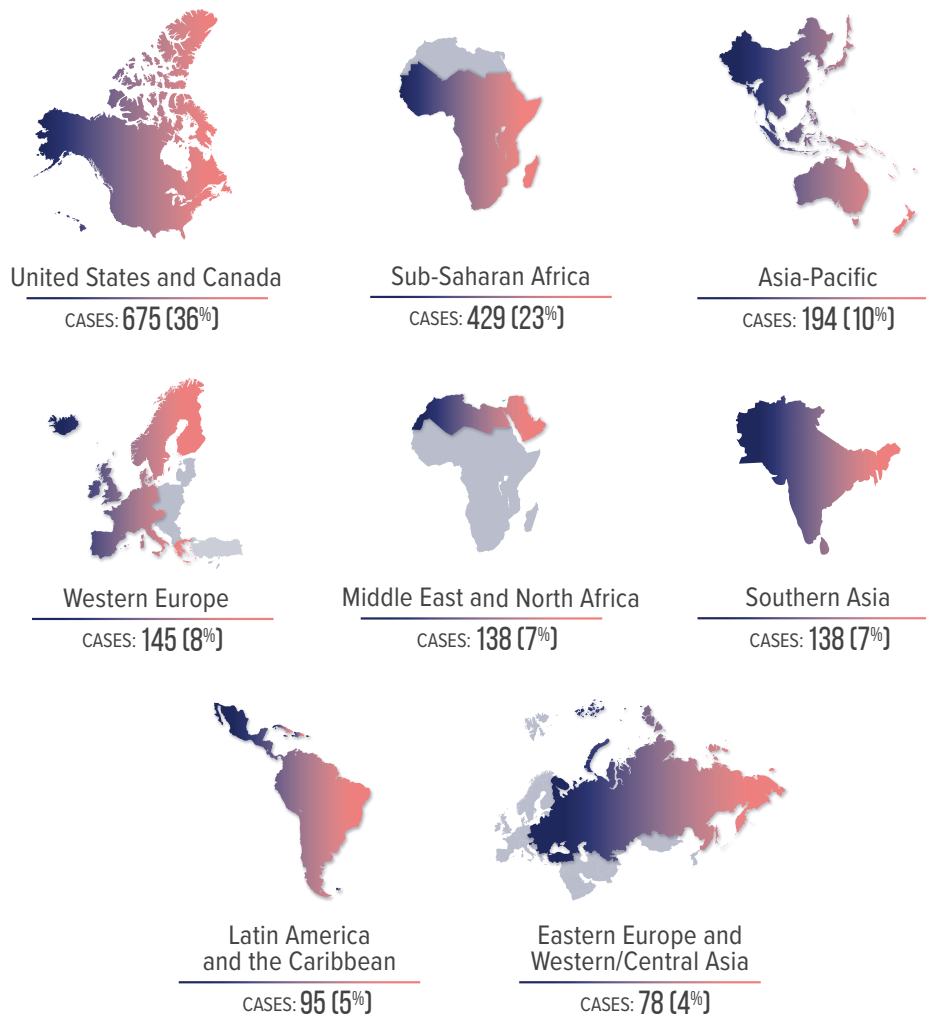 United States and Canada
CASES: 675 (36%)
Sub-Saharan Africa
CASES: 429 (23%)
Asia-Pacific
CASES: 194 (10%)
Western Europe
CASES: 145 (8%)
Middle East and North Africa
CASES: 138 (7%)
Southern Asia
CASES: 138 (7%)
Latin America
and the Caribbean
CASES: 95 (5%)
Eastern Europe and
Western/Central Asia
CASES: 78 (4%)